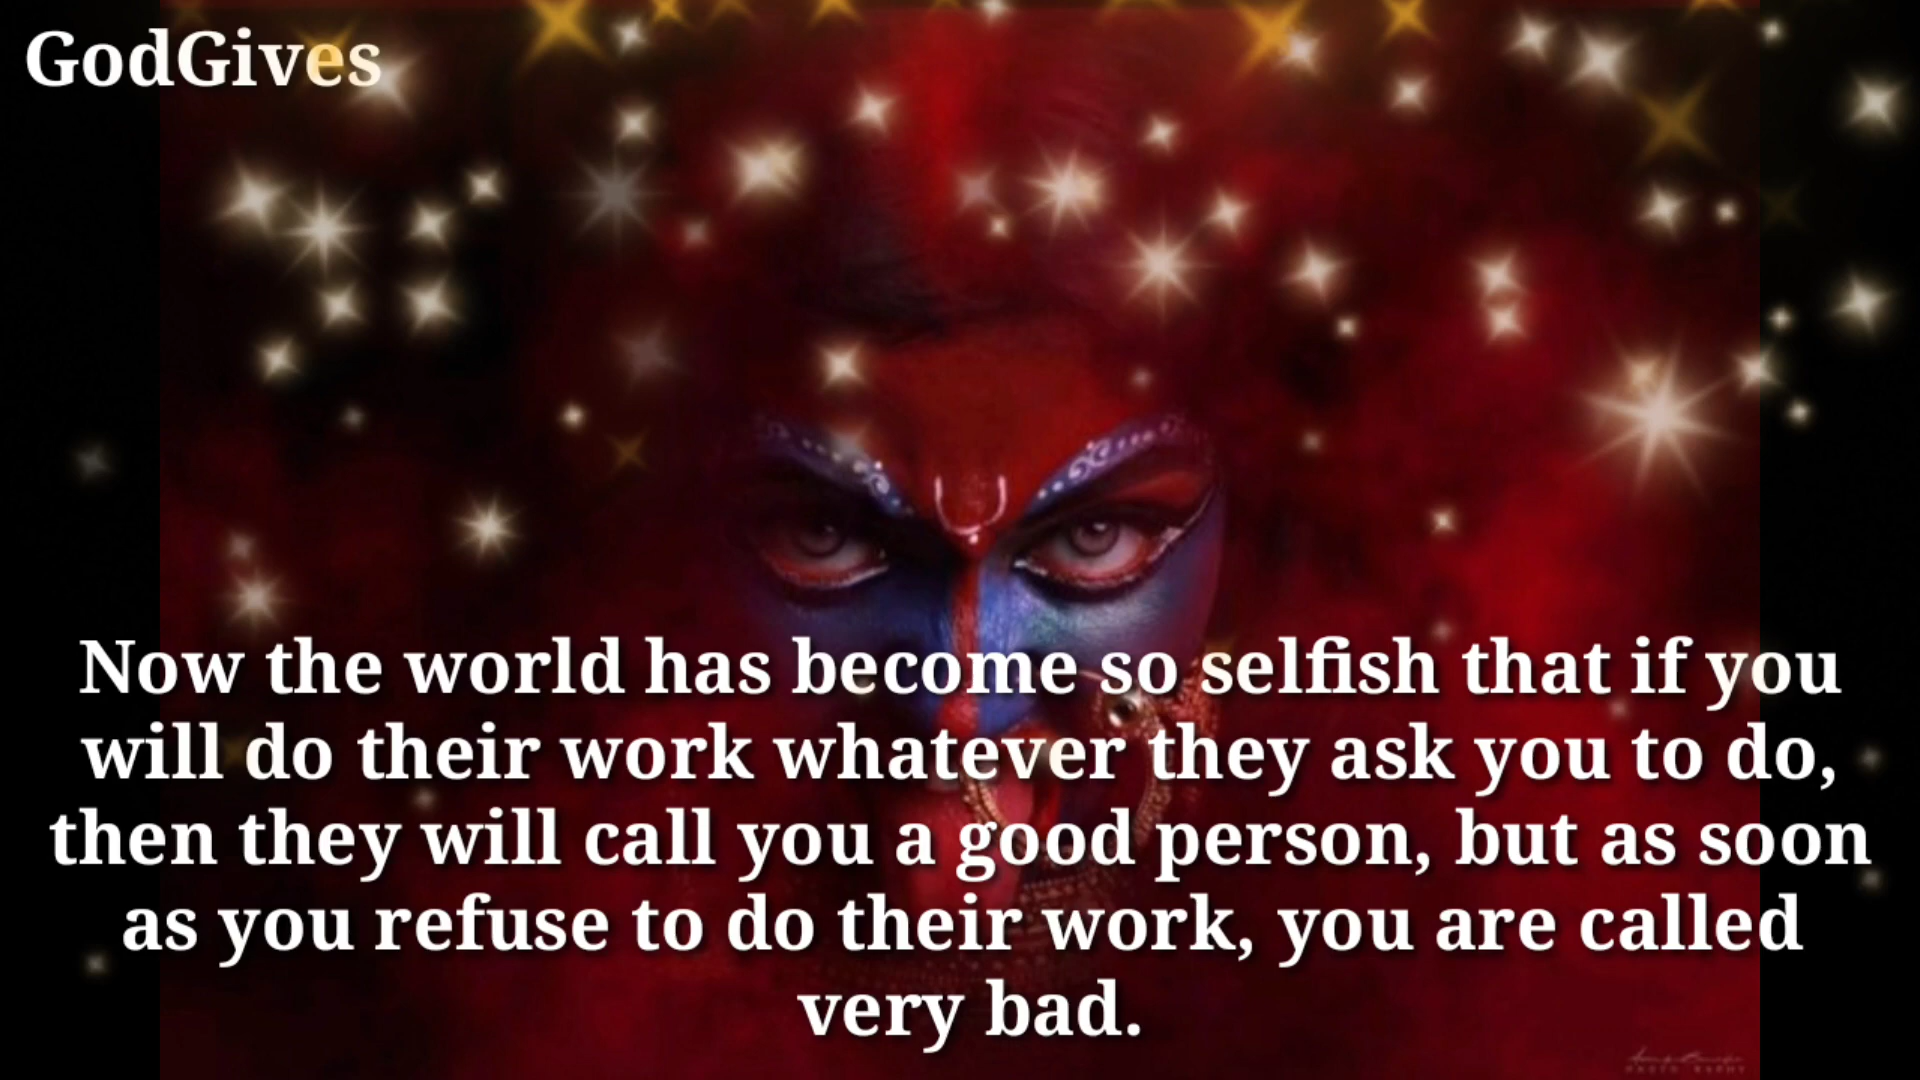 GodGives
Now the world has become so selfish that if you
will do their work whatever they ask you to do,
then they will call you a good person, but as soon
as you refuse to do their work, you are called
very bad.